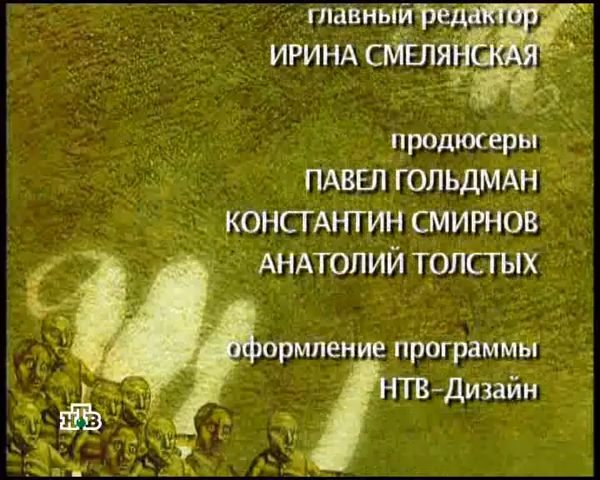 главный редактор
ИРИНА СМЕЛЯНСКАЯ
продюсеры
ПАВЕЛ ГОЛЬДМАН
КОНСТАНТИН СМИРНОВ
АНАТОЛИЙ ТОЛСТЫХ
оформление программы
НТВ-Дизайн
НТВ